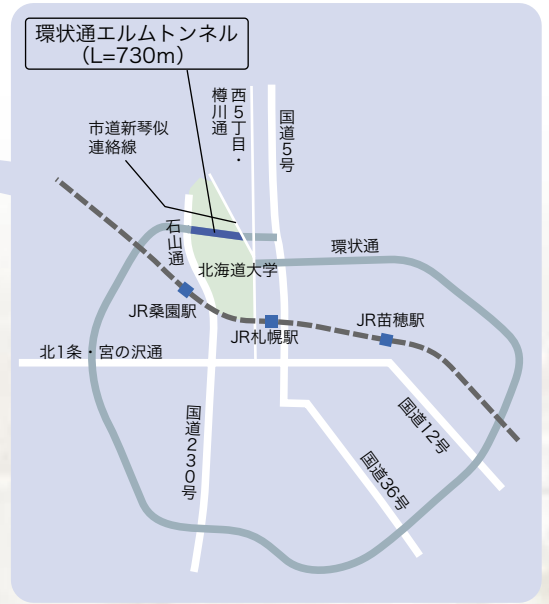 環状通エルムトンネル
(L=730m)
西5丁目・
樽川通
国道5号
市道新琴似
連絡線
石山通
環状通
北海道大学
JR桑園駅
JR札幌駅
JR苗穂駅
北1条・宮の沢通
国道230号
国道12号
国道36号